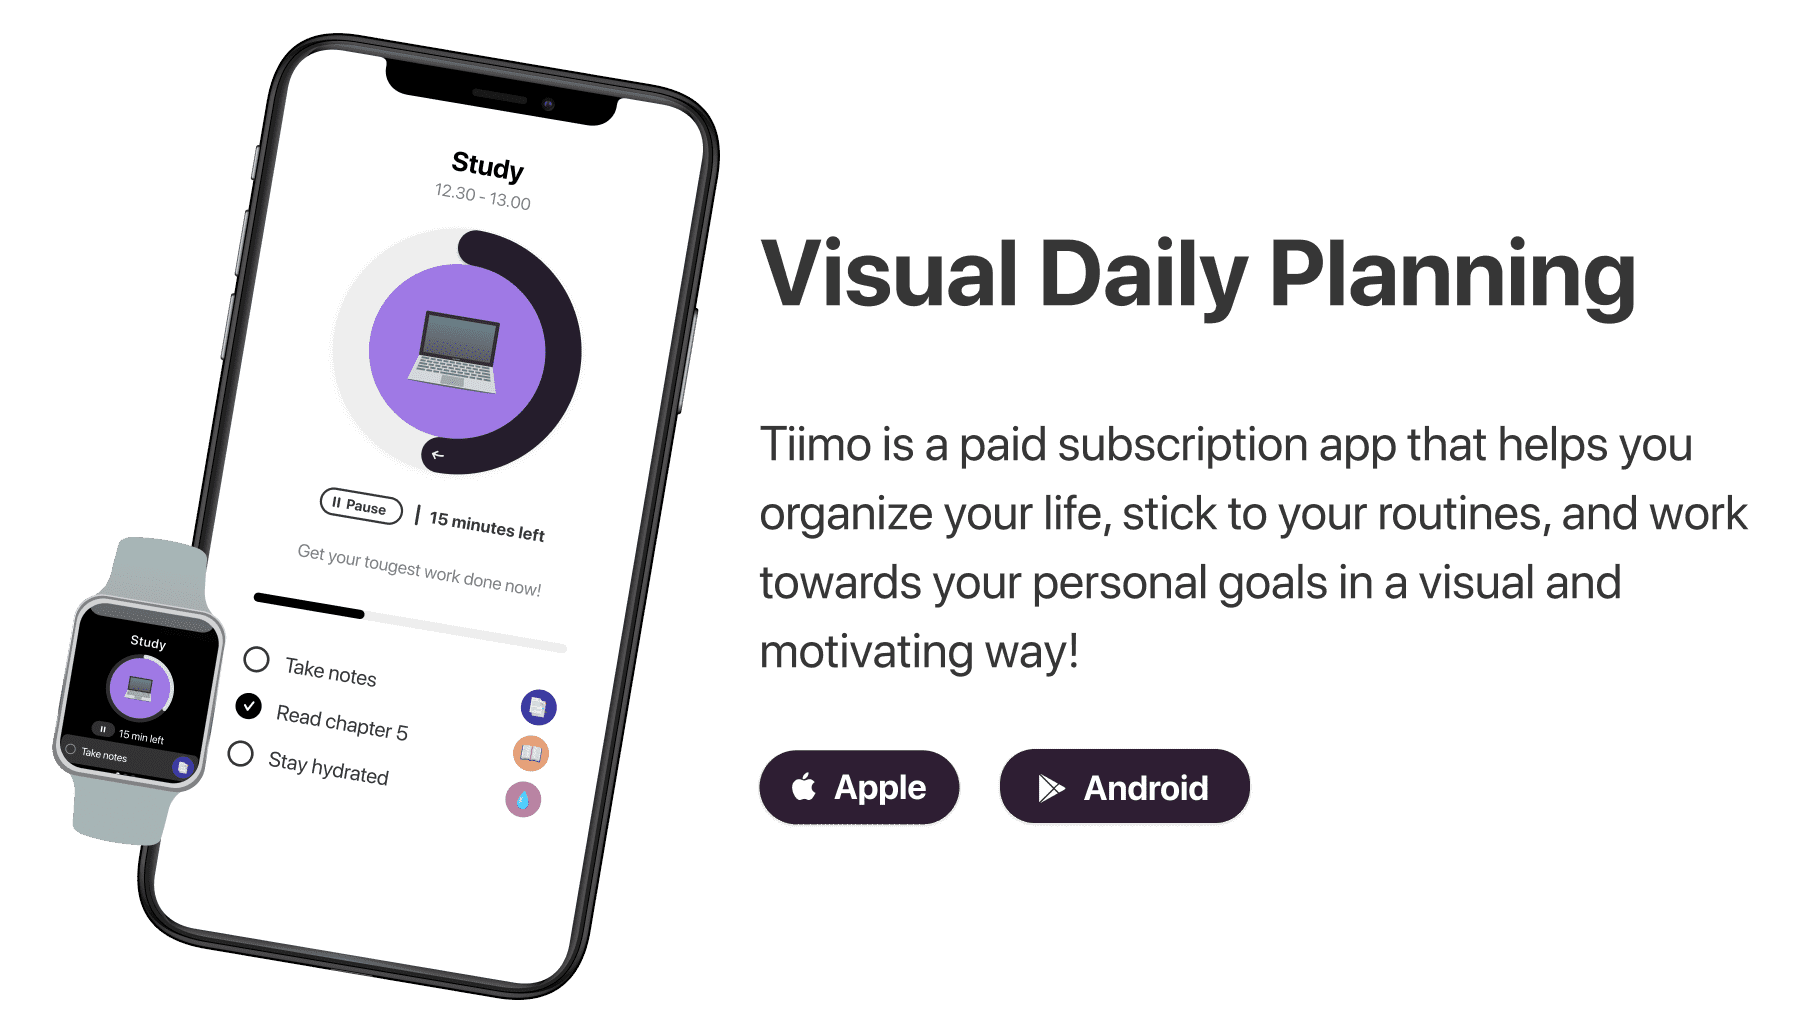 Study
12.30 - 13.00
Pause
15 minutes left
Get your tougest work done now!
Take notes
Read chapter 5
Stay hydrated
Study
15 min left
Take notes
Visual Daily Planning
Tiimo is a paid subscription app that helps you
organize your life, stick to your routines, and work
towards your personal goals in a visual and
motivating way!
Apple
Android